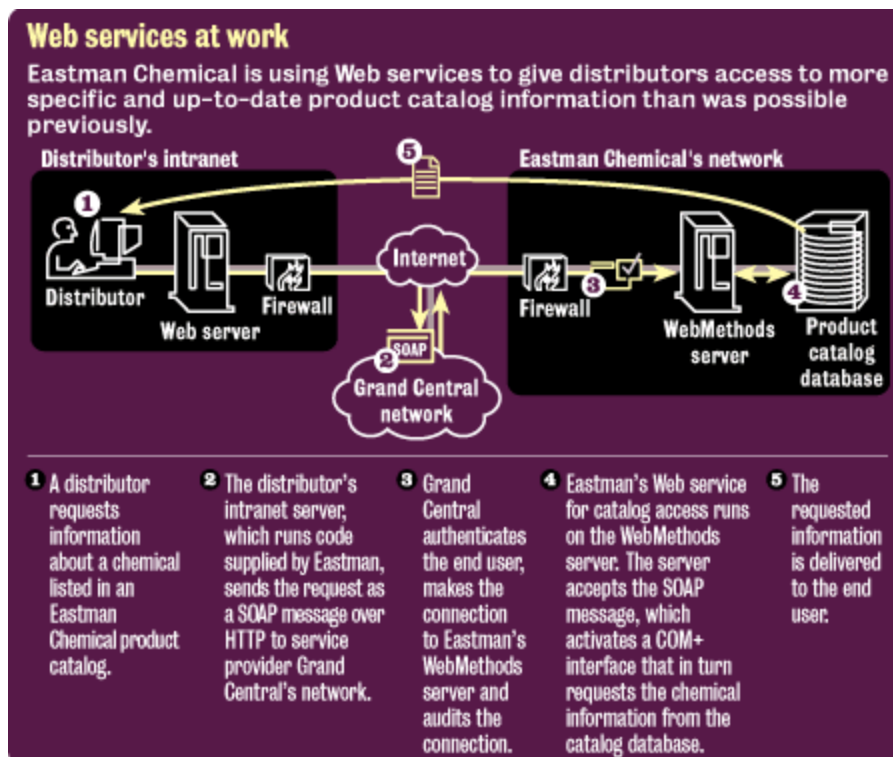 Web services at work
Eastman Chemical is using Web services to give distributors access to more
specific and up-to-date product catalog information than was possible
previously.
Distributor's intranet
5
Eastman Chemical's network
1
Distributor
Web server
Firewall
Internet
2
SOAP
Grand Central
network
Firewall
3
WebMethods
server
4
Product
catalog
database
1 A distributor
requests
information
about a chemical
listed in an
Eastman
Chemical product
catalog.
2 The distributor's
intranet server,
which runs code
supplied by Eastman,
sends the request as
a SOAP message over
HTTP to service
provider Grand
Central's network.
3 Grand
Central
authenticates
the end user,
makes the
connection
to Eastman's
WebMethods
server and
audits the
connection.
4 Eastman's Web service
for catalog access runs
on the WebMethods
server. The server
accepts the SOAP
message, which
activates a COM+
interface that in turn
requests the chemical
information from the
catalog database.
5 The
requested
information
is delivered
to the end
user.